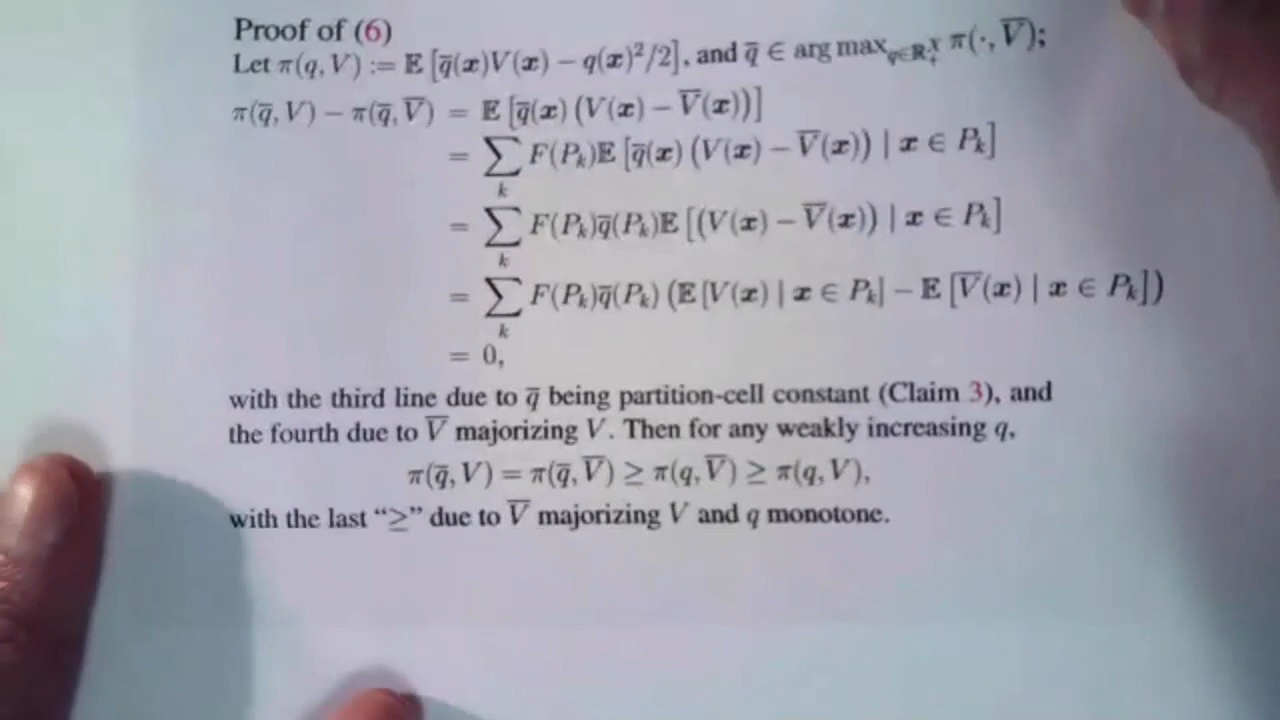 Proof of (6)
Let π(q, V) := 𝔼 [q̅(x)V(x) − q(x)²/2], and q̅ ∈ arg max_{q∈ℝ₊^X} π(·, V̅);
π(q̅, V) − π(q̅, V̅) = 𝔼 [q̅(x) (V(x) − V̅(x))]
= ∑_k F(P_k)𝔼 [q̅(x) (V(x) − V̅(x)) | x ∈ P_k]
= ∑_k F(P_k)q̅(P_k)𝔼 [(V(x) − V̅(x)) | x ∈ P_k]
= ∑_k F(P_k)q̅(P_k) (𝔼 [V(x) | x ∈ P_k] − 𝔼 [V̅(x) | x ∈ P_k])
= 0,
with the third line due to q̅ being partition-cell constant (Claim 3), and
the fourth due to V̅ majorizing V. Then for any weakly increasing q,
π(q̅, V) = π(q̅, V̅) ≥ π(q, V̅) ≥ π(q, V),
with the last “≥” due to V̅ majorizing V and q monotone.